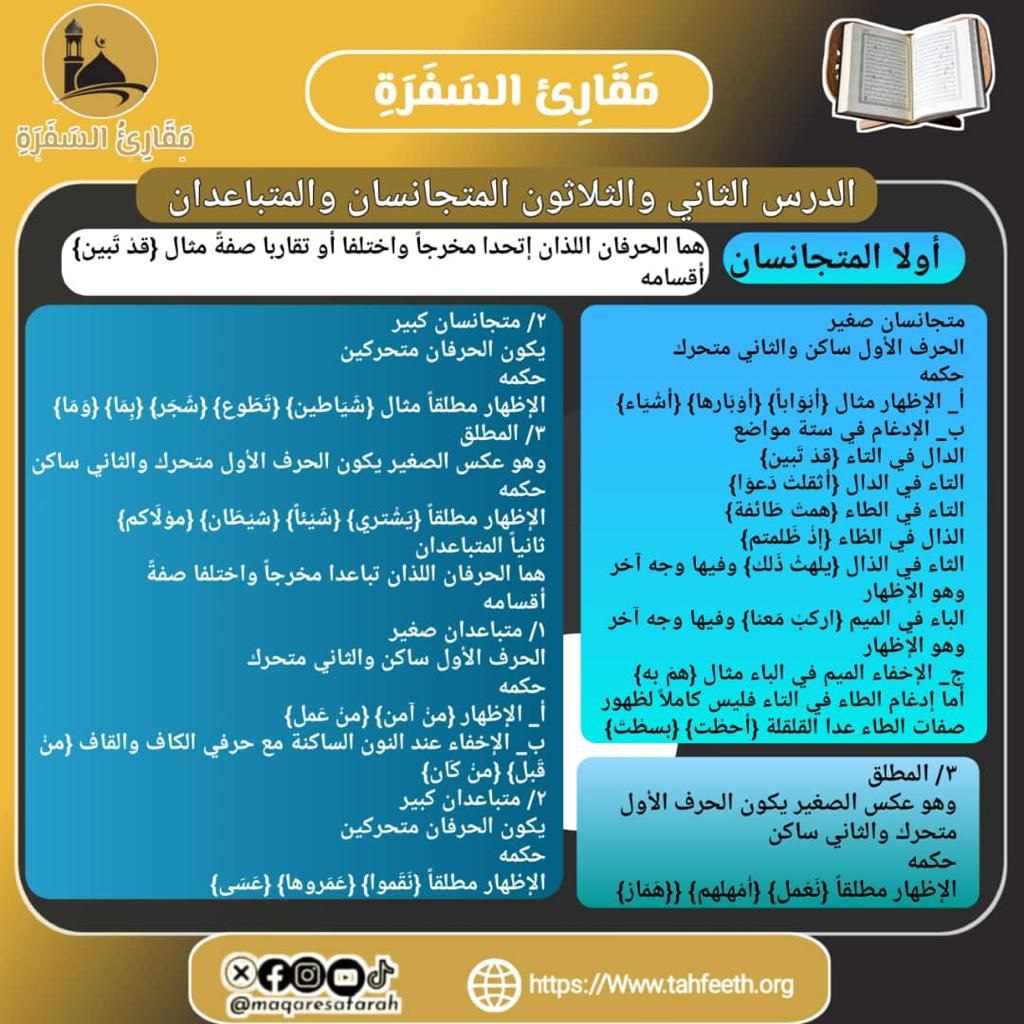 مَقَارِئُ السَفَرَةِ
مَقَارِئ السَفَرَةِ
الدرس الثاني والثلاثون المتجانسان والمتباعدان
أولا المتجانسان
هما الحرفان اللذان إتحدا مخرجاً واختلفا أو تقاربا صفةً مثال {قدْ تَبين}
أقسامه
متجانسان صغير
الحرف الأول ساكن والثاني متحرك
حكمه
أ_ الإظهار مثال {أبْوَاباً} {أوْبَارها} {أشْيَاء}
ب_ الإدغام في ستة مواضع
الدال في التاء {قدْ تَبين}
التاء في الدال {أثقلتْ دَعوَا}
التاء في الطاء {همتْ طَائفة}
الذال في الظاء {إذْ ظَلمتم}
الثاء في الذال {يلهثْ ذَلك} وفيها وجه آخر
وهو الإظهار
الباء في الميم {اركبْ مَعنا} وفيها وجه آخر
وهو الإظهار
ج_ الإخفاء الميم في الباء مثال {همْ به}
أما إدغام الطاء في التاء فليس كاملاً لظهور
صفات الطاء عدا القلقلة {أحطْت} {بسطْت}
٣/ المطلق
وهو عكس الصغير يكون الحرف الأول
متحرك والثاني ساكن
حكمه
الإظهار مطلقاً {نَعْمل} {أمْهلهم} {{هَمَاز}
٢/ متجانسان كبير
يكون الحرفان متحركين
حكمه
الإظهار مطلقاً مثال {شَيَاطين} {تَطَوع} {شَجَر} {بِمَا} {وَمَا}
٣/ المطلق
وهو عكس الصغير يكون الحرف الأول متحرك والثاني ساكن
حكمه
الإظهار مطلقاً {يَشْتري} {شَيْئاً} {شيْطَان} {موْلَاكم}
ثانياً المتباعدان
هما الحرفان اللذان تباعدا مخرجاً واختلفا صفةً
أقسامه
١/ متباعدان صغير
الحرف الأول ساكن والثاني متحرك
حكمه
أ_ الإظهار {منْ آمن} {منْ عَمل}
ب_ الإخفاء عند النون الساكنة مع حرفي الكاف والقاف {منْ
قَبل} {منْ كَان}
٢/ متباعدان كبير
يكون الحرفان متحركين
حكمه
الإظهار مطلقاً {نَقَموا} {عَمَروها} {عَسَى}
@maqaresafarah
https://Www.tahfeeth.org